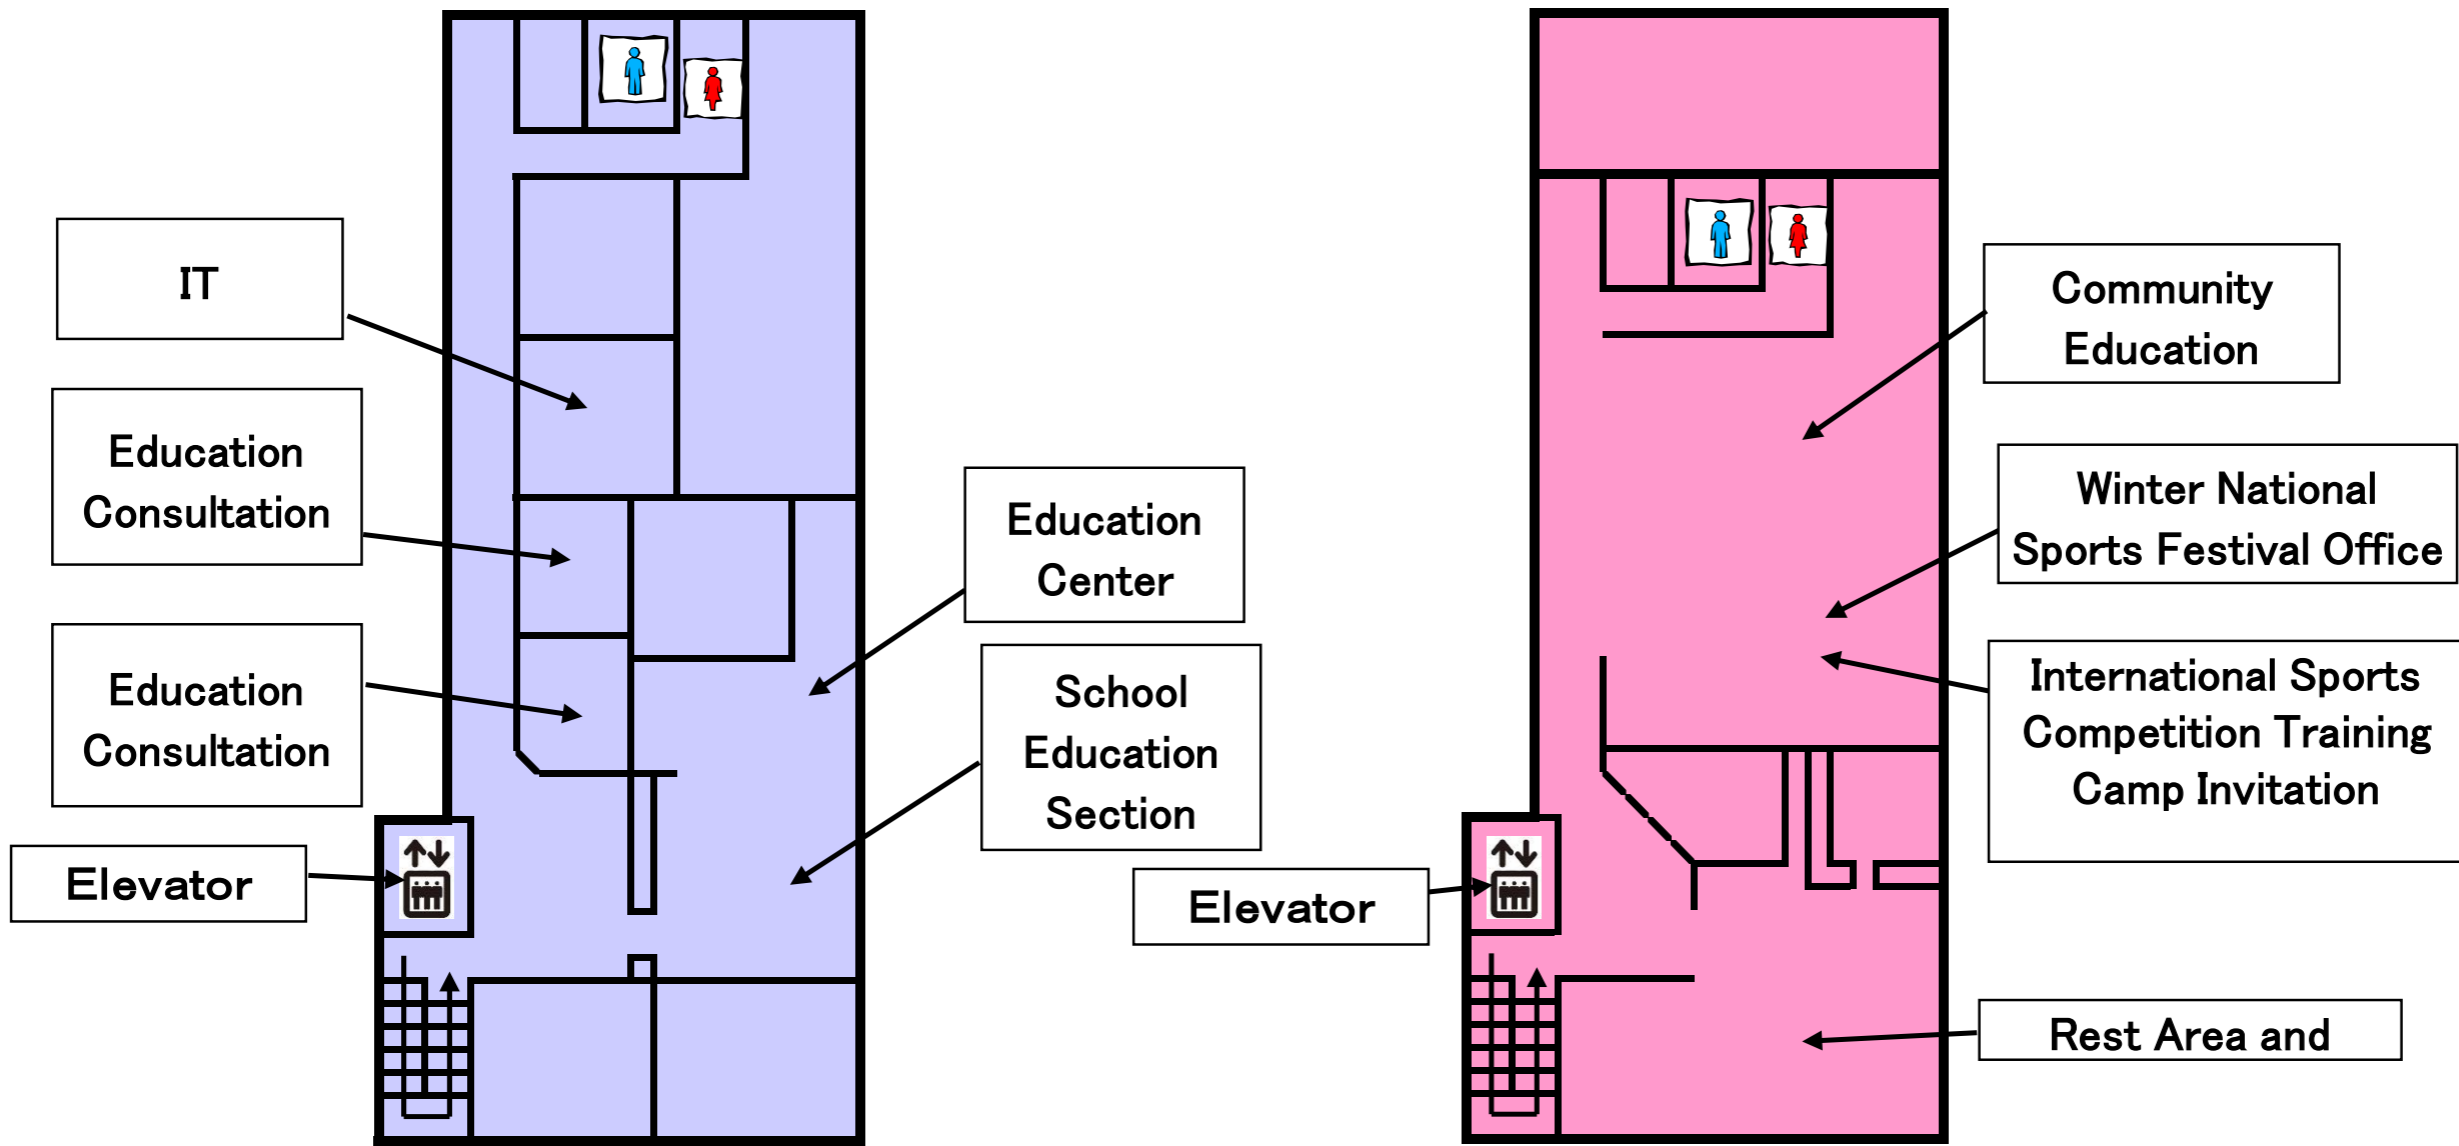 IT
Education
Consultation
Education
Consultation
Elevator
Education
Center
School
Education
Section
Elevator
Community
Education
Winter National
Sports Festival Office
International Sports
Competition Training
Camp Invitation
Rest Area and